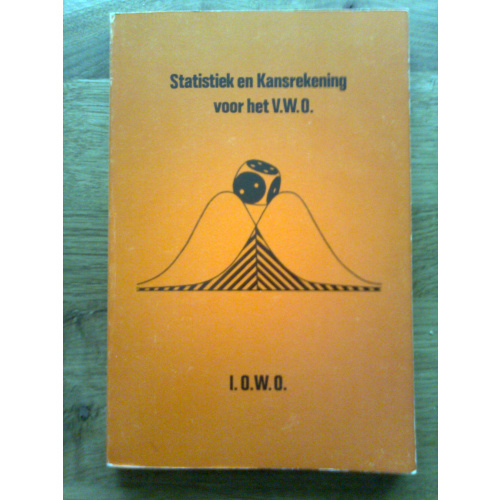 Statistiek en Kansrekening
voor het V.W.O.
I.O.W.O.